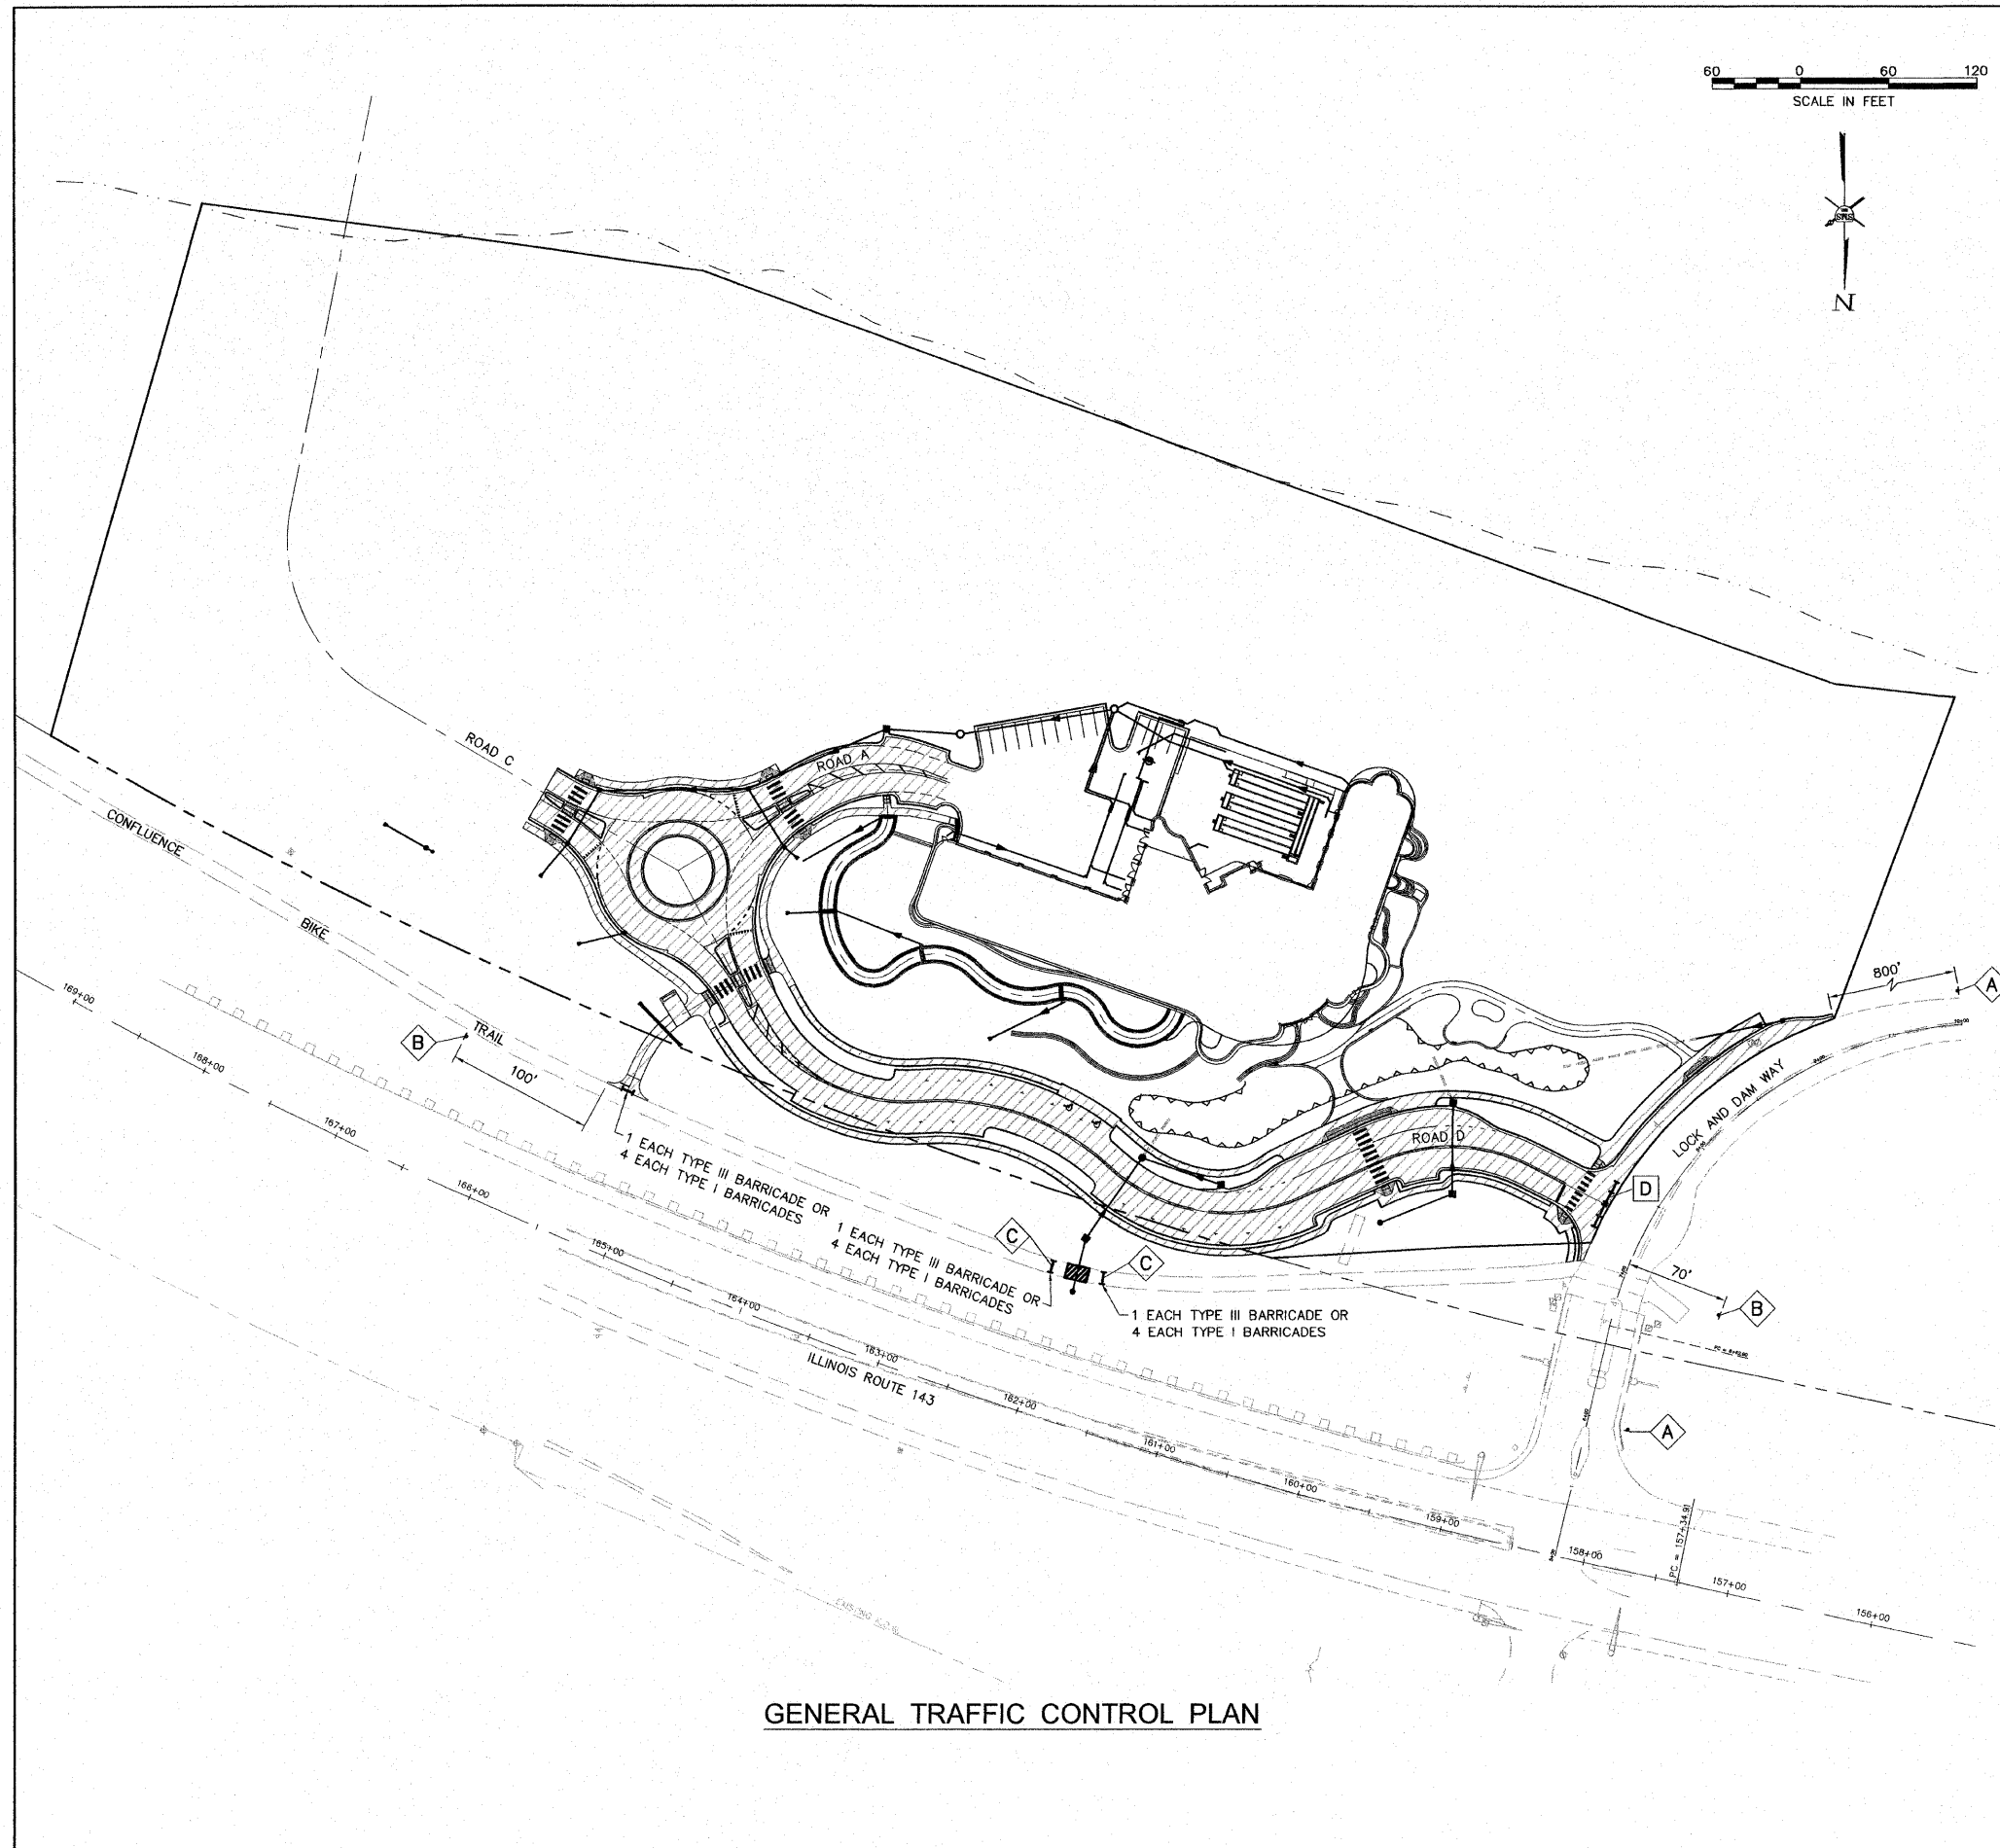 60 0 60 120
SCALE IN FEET
N
ROAD C
ROAD A
CONFLUENCE
BIKE
TRAIL
800'
A
LOCK AND DAM WAY
B
100'
ROAD D
D
1 EACH TYPE III BARRICADE OR
4 EACH TYPE I BARRICADES
C
1 EACH TYPE III BARRICADE OR
4 EACH TYPE I BARRICADES
C
1 EACH TYPE III BARRICADE OR
4 EACH TYPE I BARRICADES
70'
B
A
169+00
168+00
167+00
166+00
165+00
164+00
163+00
162+00
161+00
160+00
159+00
158+00
157+00
156+00
ILLINOIS ROUTE 143
PC = 157+34.91
GENERAL TRAFFIC CONTROL PLAN